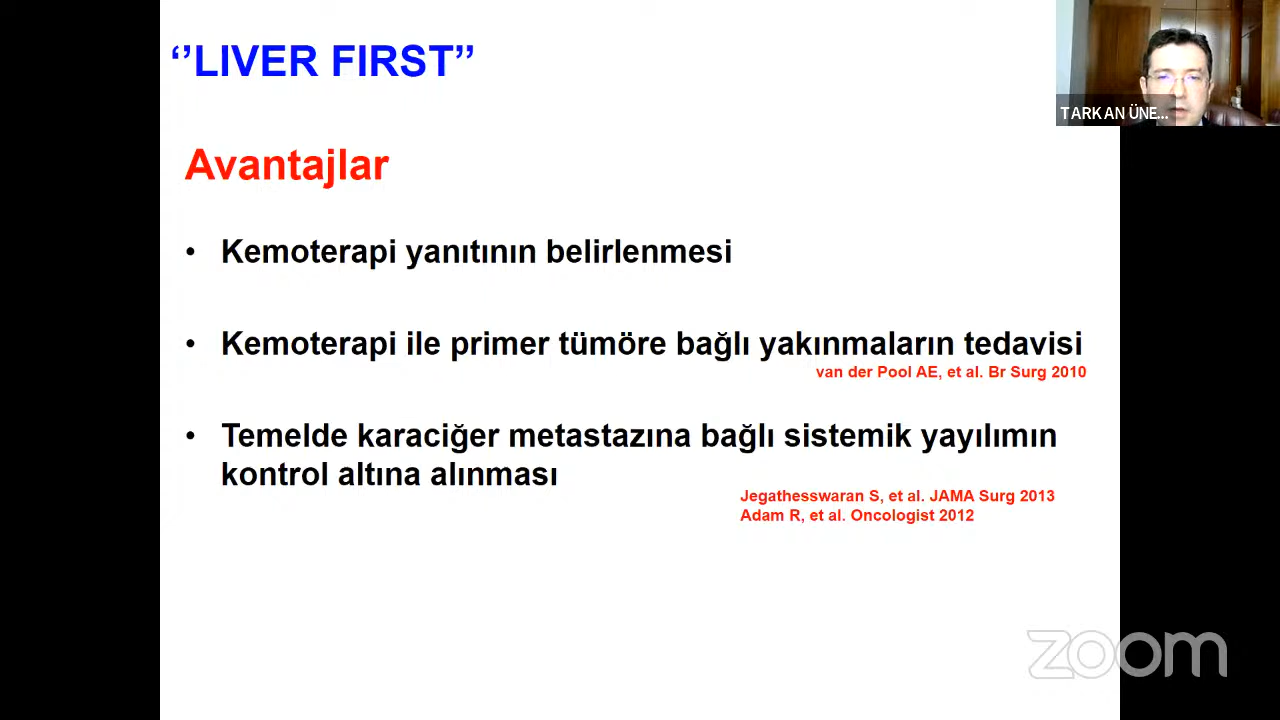 ‘’LIVER FIRST’’
TARKAN ÜNE...
Avantajlar
• Kemoterapi yanıtının belirlenmesi
• Kemoterapi ile primer tümöre bağlı yakınmaların tedavisi
van der Pool AE, et al. Br Surg 2010
• Temelde karaciğer metastazına bağlı sistemik yayılımın
kontrol altına alınması
Jegathesswaran S, et al. JAMA Surg 2013
Adam R, et al. Oncologist 2012
zoom